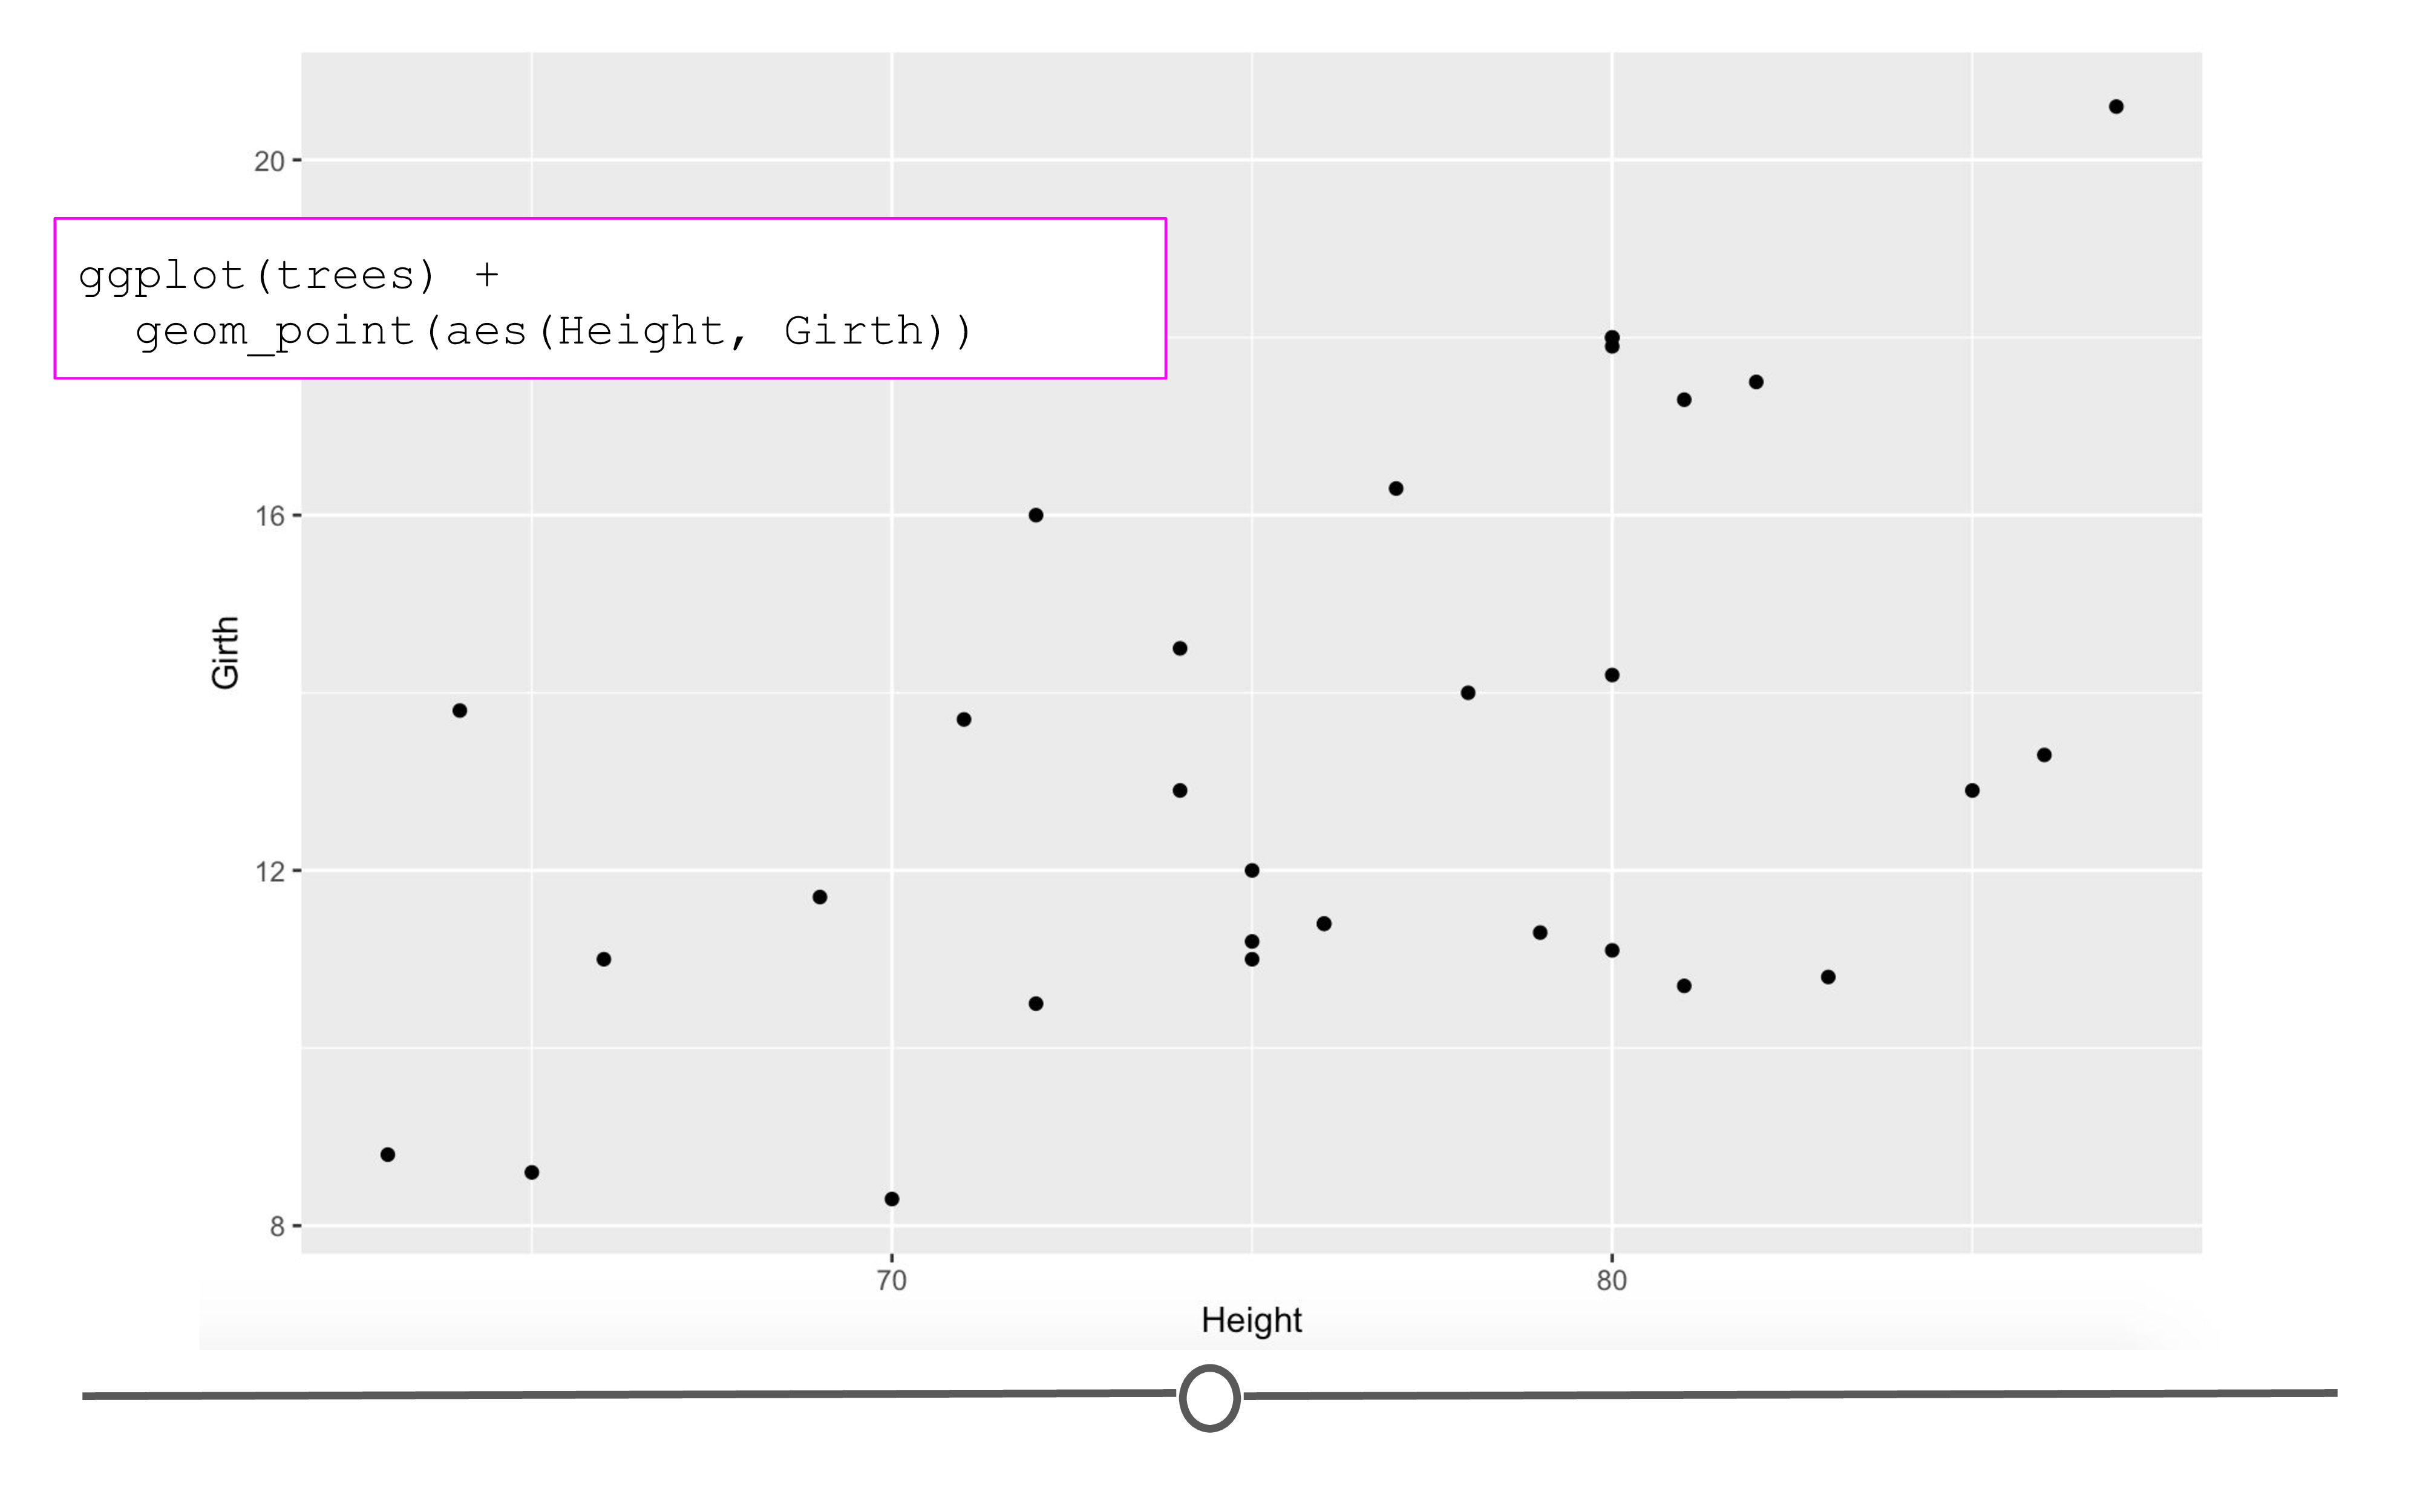 20
ggplot(trees) +
geom_point(aes(Height, Girth))
16
Girth
12
8
70 80
Height